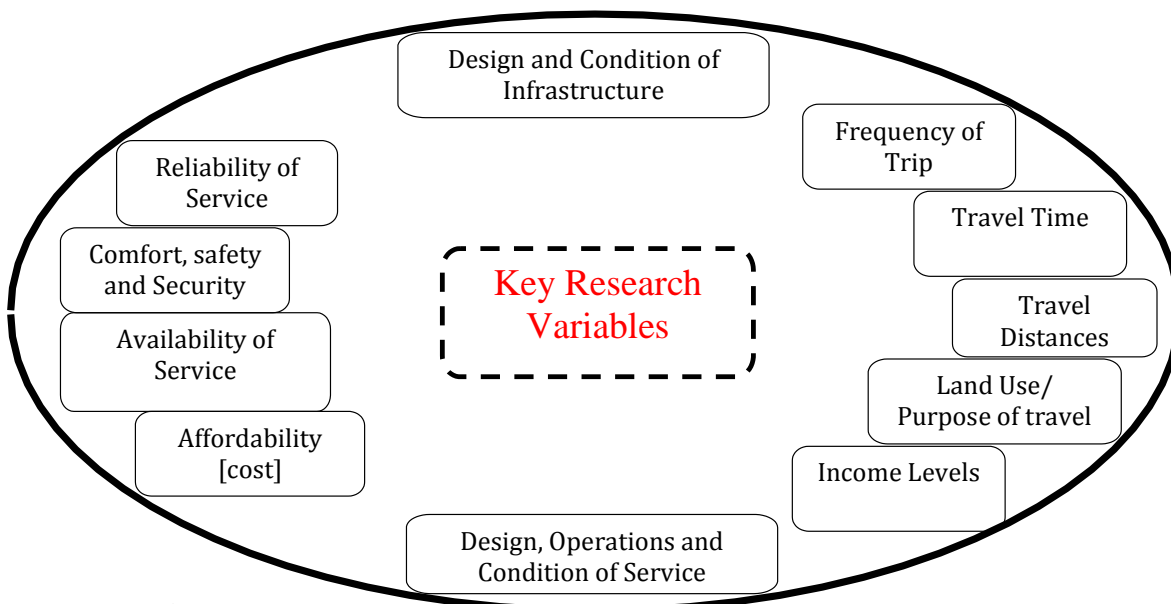 Design and Condition of
Infrastructure
Frequency of
Trip
Reliability of
Service
Travel Time
Comfort, safety
and Security
Key Research
Variables
Travel
Distances
Availability of
Service
Land Use/
Purpose of travel
Affordability
[cost]
Income Levels
Design, Operations and
Condition of Service